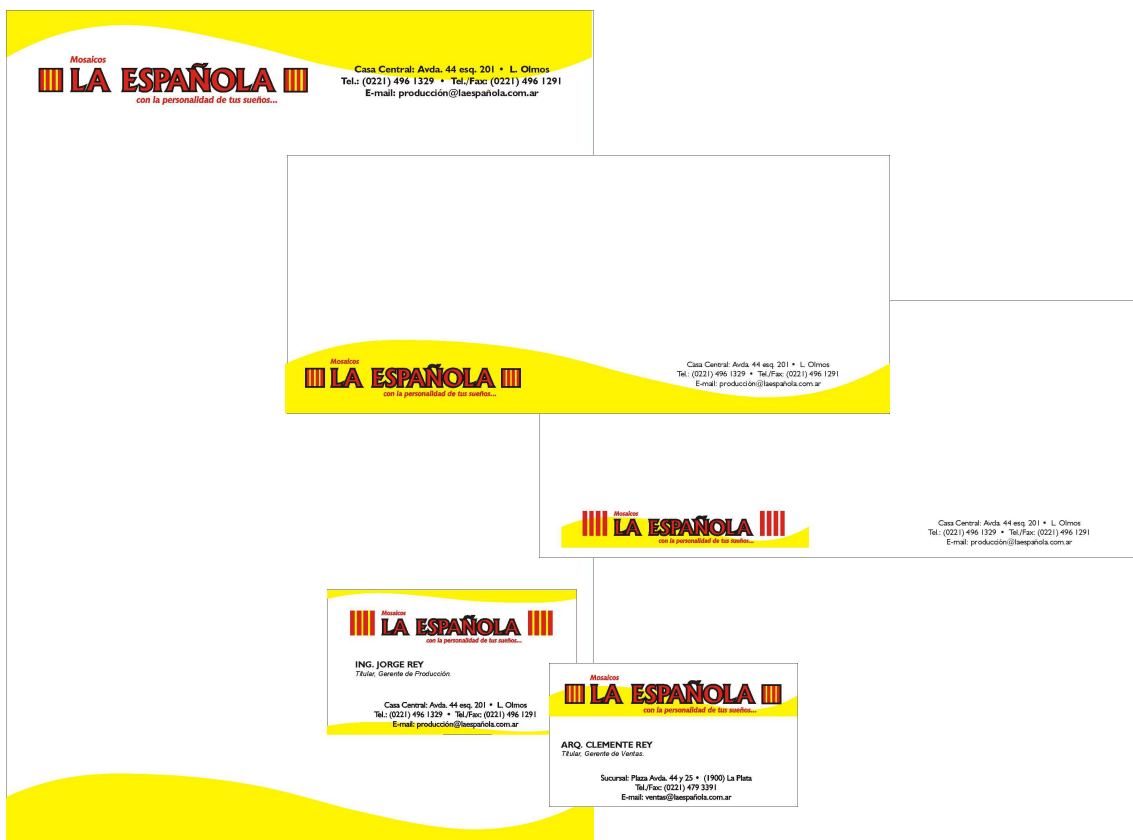 Mosaicos
LA ESPAÑOLA
con la personalidad de tus sueños...
Casa Central: Avda. 44 esq. 201 • L. Olmos
Tel.: (0221) 496 1329 • Tel./Fax: (0221) 496 1291
E-mail: producción@laespañola.com.ar
Mosaicos
LA ESPAÑOLA
con la personalidad de tus sueños...
Casa Central: Avda. 44 esq. 201 • L. Olmos
Tel.: (0221) 496 1329 • Tel./Fax: (0221) 496 1291
E-mail: producción@laespañola.com.ar
Mosaicos
LA ESPAÑOLA
con la personalidad de tus sueños...
Casa Central: Avda. 44 esq. 201 • L. Olmos
Tel.: (0221) 496 1329 • Tel./Fax: (0221) 496 1291
E-mail: producción@laespañola.com.ar
Mosaicos
LA ESPAÑOLA
con la personalidad de tus sueños...
ING. JORGE REY
Titular, Gerente de Producción.
Casa Central: Avda. 44 esq. 201 • L. Olmos
Tel.: (0221) 496 1329 • Tel./Fax: (0221) 496 1291
E-mail: producción@laespañola.com.ar
Mosaicos
LA ESPAÑOLA
con la personalidad de tus sueños...
ARQ. CLEMENTE REY
Titular, Gerente de Ventas.
Sucursal: Plaza Avda. 44 y 25 • (1900) La Plata
Tel./Fax: (0221) 479 3391
E-mail: ventas@laespañola.com.ar